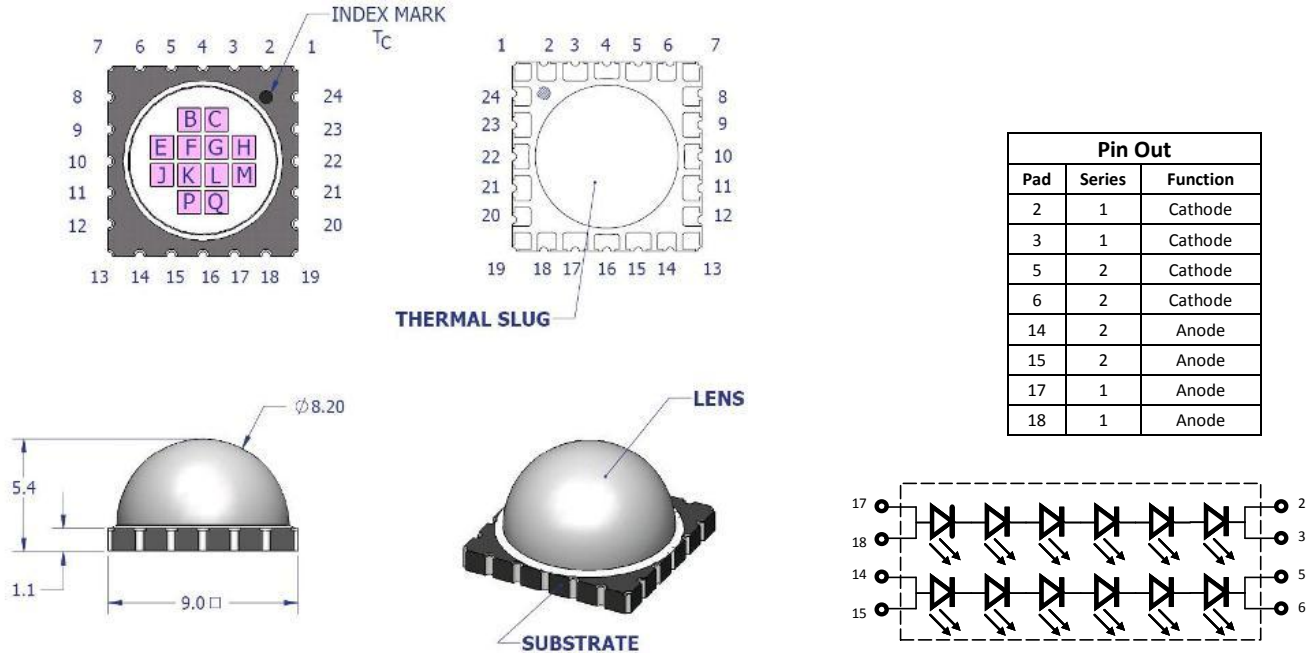 INDEX MARK
Tc
7 6 5 4 3 2 1
8
9
10
11
12
24
23
22
21
20
13 14 15 16 17 18 19
B C
E F G H
J K L M
P Q
1 2 3 4 5 6 7
24
23
22
21
20
8
9
10
11
12
19 18 17 16 15 14 13
THERMAL SLUG
Pin Out
Pad Series Function
2 1 Cathode
3 1 Cathode
5 2 Cathode
6 2 Cathode
14 2 Anode
15 2 Anode
17 1 Anode
18 1 Anode
∅8.20
5.4
1.1
9.0 □
LENS
SUBSTRATE
17
18
14
15
2
3
5
6